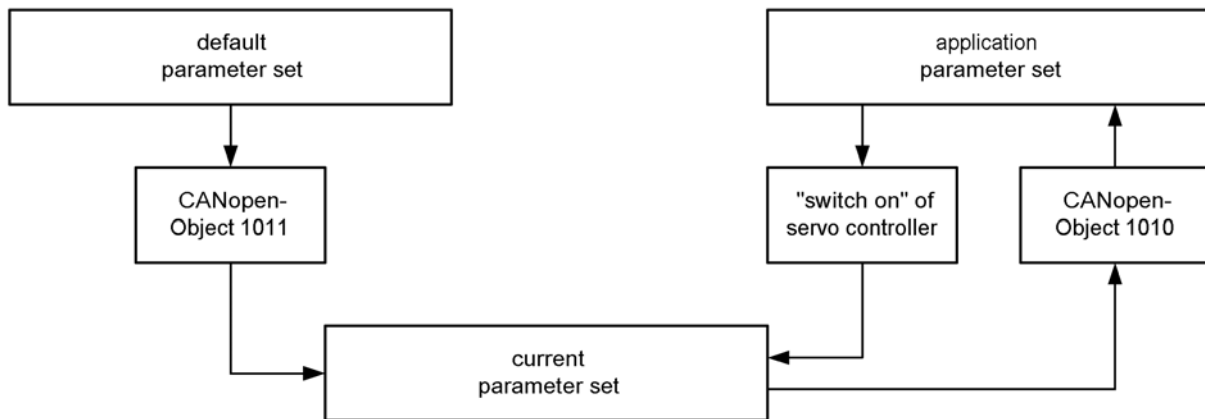 default
parameter set
application
parameter set
CANopen-
Object 1011
"switch on" of
servo controller
CANopen-
Object 1010
current
parameter set